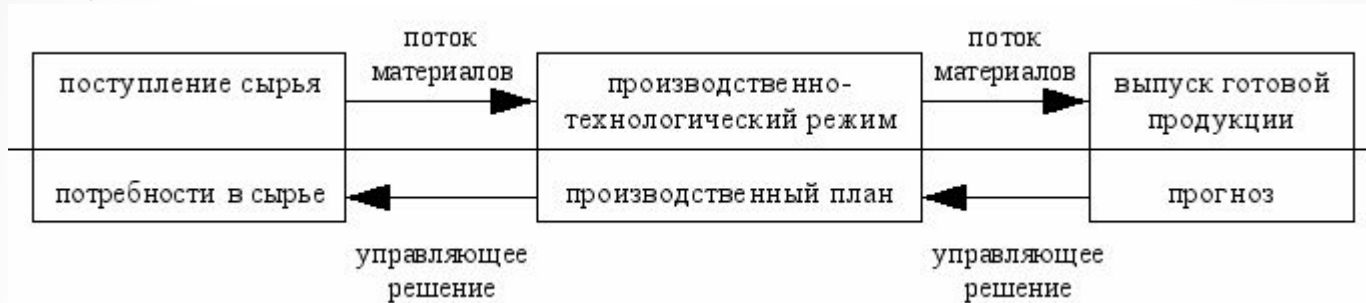 поток
материалов
поток
материалов
поступление сырья
производственно-
технологический режим
выпуск готовой
продукции
потребности в сырье
производственный план
прогноз
управляющее
решение
управляющее
решение